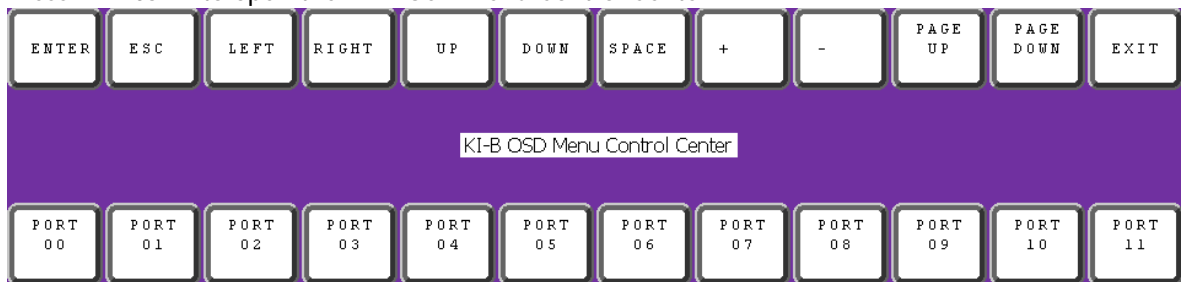 ENTER ESC LEFT RIGHT UP DOWN SPACE + - PAGE UP PAGE DOWN EXIT
KI-B OSD Menu Control Center
PORT 00 PORT 01 PORT 02 PORT 03 PORT 04 PORT 05 PORT 06 PORT 07 PORT 08 PORT 09 PORT 10 PORT 11